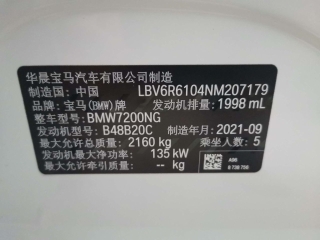 华晨宝马汽车有限公司制造
制造国: 中国 LBV6R6104NM207179
品牌: 宝马(BMW)牌 发动机排量: 1998 mL
整车型号: BMW7200NG
发动机型号: B48B20C 制造年月: 2021-09
最大允许总质量: 2160 kg 乘坐人数: 5
发动机最大净功率: 135 kW
最大允许牵引质量: -- kg